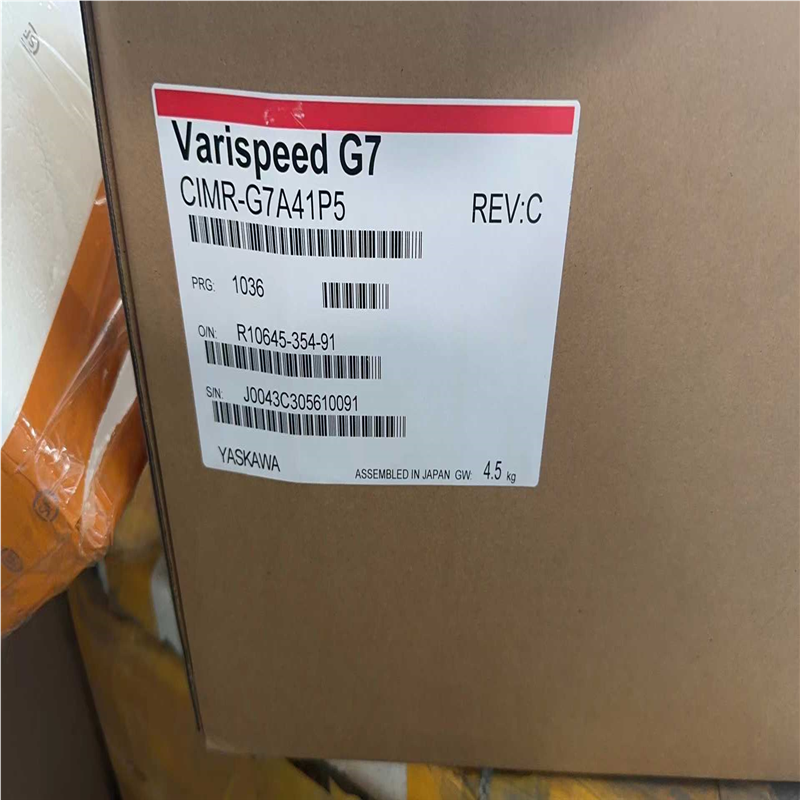 Varispeed G7
CIMR-G7A41P5 REV:C
PRG: 1036
O/N: R10645-354-91
S/N: J0043C305610091
YASKAWA ASSEMBLED IN JAPAN GW: 4.5 kg